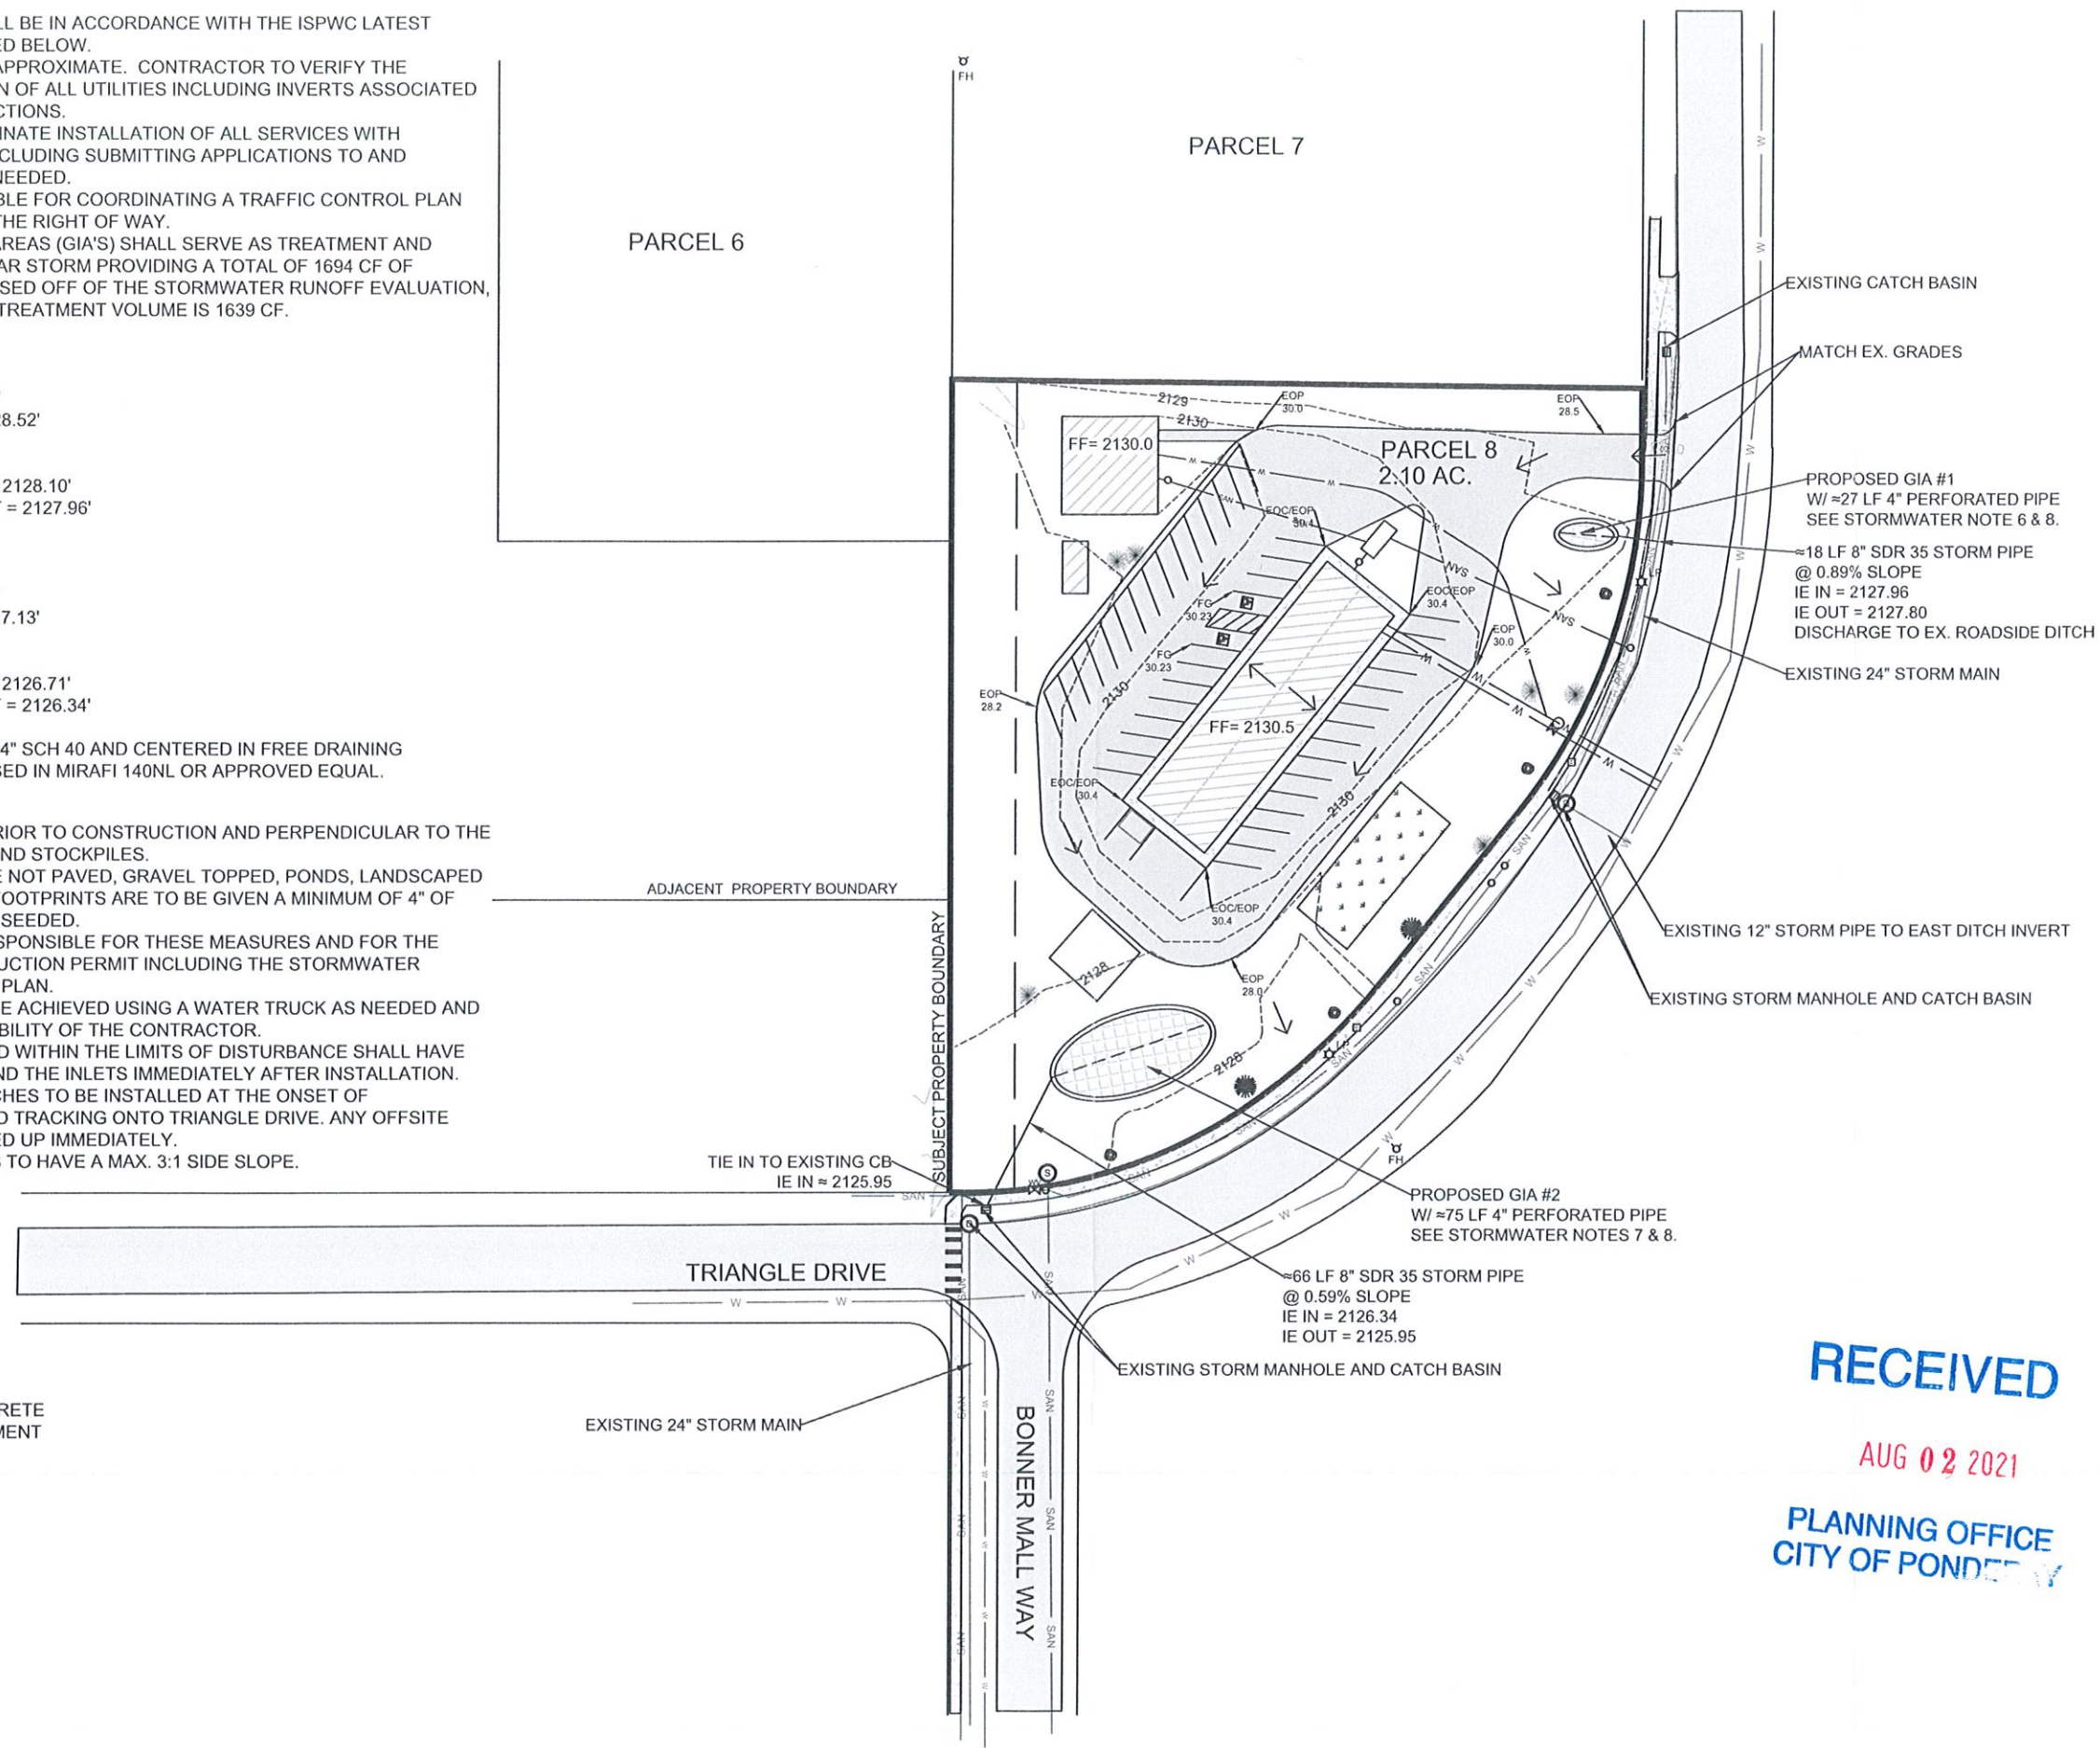 LL BE IN ACCORDANCE WITH THE ISPWC LATEST
ED BELOW.
APPROXIMATE. CONTRACTOR TO VERIFY THE
N OF ALL UTILITIES INCLUDING INVERTS ASSOCIATED
CTIONS.
INATE INSTALLATION OF ALL SERVICES WITH
CLUDING SUBMITTING APPLICATIONS TO AND
NEEDED.
BLE FOR COORDINATING A TRAFFIC CONTROL PLAN
THE RIGHT OF WAY.
AREAS (GIA'S) SHALL SERVE AS TREATMENT AND
AR STORM PROVIDING A TOTAL OF 1694 CF OF
SED OFF OF THE STORMWATER RUNOFF EVALUATION,
TREATMENT VOLUME IS 1639 CF.
8.52'
2128.10'
= 2127.96'
7.13'
2126.71'
= 2126.34'
4" SCH 40 AND CENTERED IN FREE DRAINING
SED IN MIRAFI 140NL OR APPROVED EQUAL.
RIOR TO CONSTRUCTION AND PERPENDICULAR TO THE
ND STOCKPILES.
E NOT PAVED, GRAVEL TOPPED, PONDS, LANDSCAPED
OOTPRINTS ARE TO BE GIVEN A MINIMUM OF 4" OF
SEEDED.
SPONSIBLE FOR THESE MEASURES AND FOR THE
UCTION PERMIT INCLUDING THE STORMWATER
PLAN.
E ACHIEVED USING A WATER TRUCK AS NEEDED AND
BILITY OF THE CONTRACTOR.
D WITHIN THE LIMITS OF DISTURBANCE SHALL HAVE
ND THE INLETS IMMEDIATELY AFTER INSTALLATION.
CHES TO BE INSTALLED AT THE ONSET OF
D TRACKING ONTO TRIANGLE DRIVE. ANY OFFSITE
ED UP IMMEDIATELY.
S TO HAVE A MAX. 3:1 SIDE SLOPE.
RETE
MENT
FH
PARCEL 7
PARCEL 6
EXISTING CATCH BASIN
MATCH EX. GRADES
2129
2130
EOP
30.0
EOP
28.5
FF= 2130.0
PARCEL 8
2.10 AC.
PROPOSED GIA #1
W/ ≈27 LF 4" PERFORATED PIPE
SEE STORMWATER NOTE 6 & 8.
≈18 LF 8" SDR 35 STORM PIPE
@ 0.89% SLOPE
IE IN = 2127.96
IE OUT = 2127.80
DISCHARGE TO EX. ROADSIDE DITCH
EXISTING 24" STORM MAIN
EOC/EOP
30.4
EOC/EOP
30.4
FG
30.23
FG
30.23
EOP
30.0
EOP
28.2
2130
FF= 2130.5
EOC/EOP
30.4
2130
EOC/EOP
30.4
EOP
28.0
2128
2128
LP
LP
SAN
SAN
SAN
SAN
SAN
SAN
W
W
W
W
W
EXISTING 12" STORM PIPE TO EAST DITCH INVERT
EXISTING STORM MANHOLE AND CATCH BASIN
ADJACENT PROPERTY BOUNDARY
SUBJECT PROPERTY BOUNDARY
TIE IN TO EXISTING CB
IE IN ≈ 2125.95
S
D
FH
PROPOSED GIA #2
W/ ≈75 LF 4" PERFORATED PIPE
SEE STORMWATER NOTES 7 & 8.
≈66 LF 8" SDR 35 STORM PIPE
@ 0.59% SLOPE
IE IN = 2126.34
IE OUT = 2125.95
TRIANGLE DRIVE
EXISTING STORM MANHOLE AND CATCH BASIN
EXISTING 24" STORM MAIN
BONNER MALL WAY
RECEIVED
AUG 02 2021
PLANNING OFFICE
CITY OF